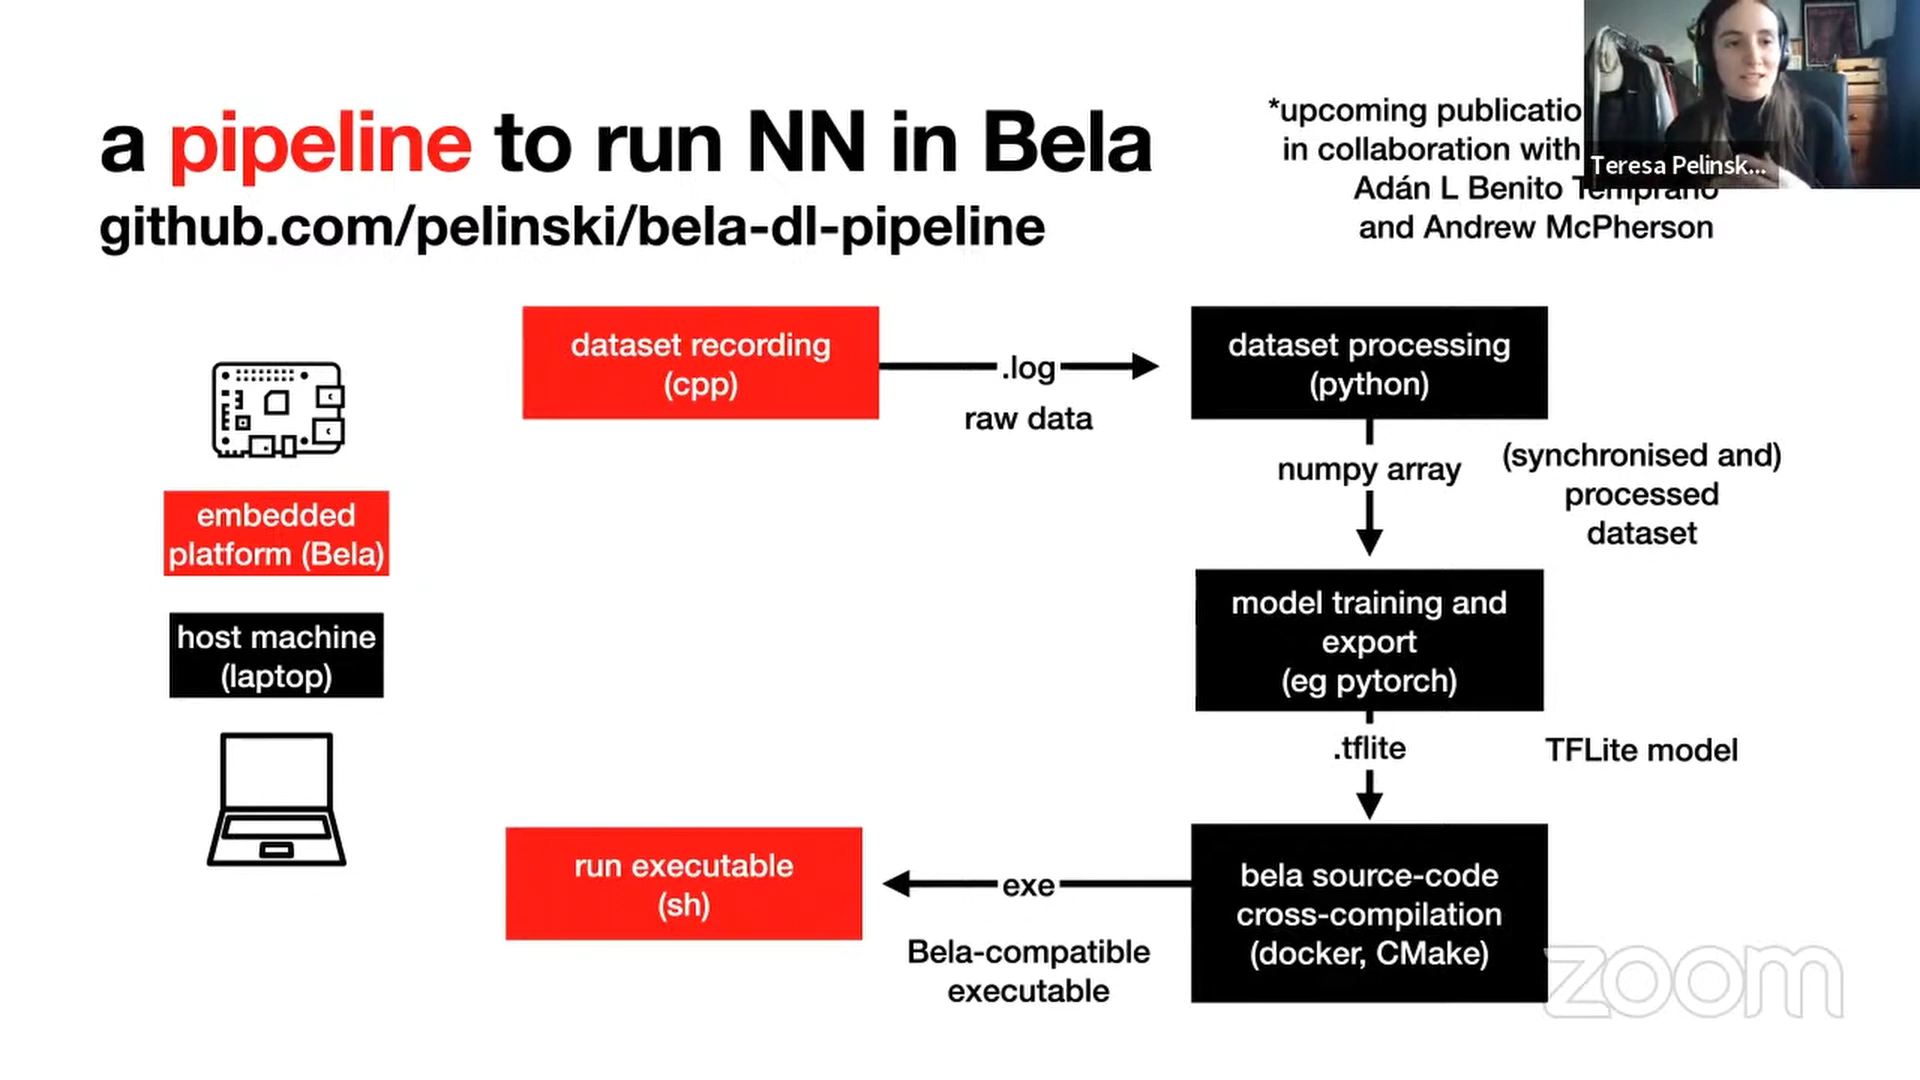 a pipeline to run NN in Bela
github.com/pelinski/bela-dl-pipeline
*upcoming publicatio
in collaboration with
Adán L Benito Temprano
and Andrew McPherson
Teresa Pelinsk...
dataset recording
(cpp)
.log
raw data
dataset processing
(python)
numpy array
(synchronised and)
processed
dataset
embedded
platform (Bela)
host machine
(laptop)
model training and
export
(eg pytorch)
.tflite
TFLite model
run executable
(sh)
exe
Bela-compatible
executable
bela source-code
cross-compilation
(docker, CMake)
zoom